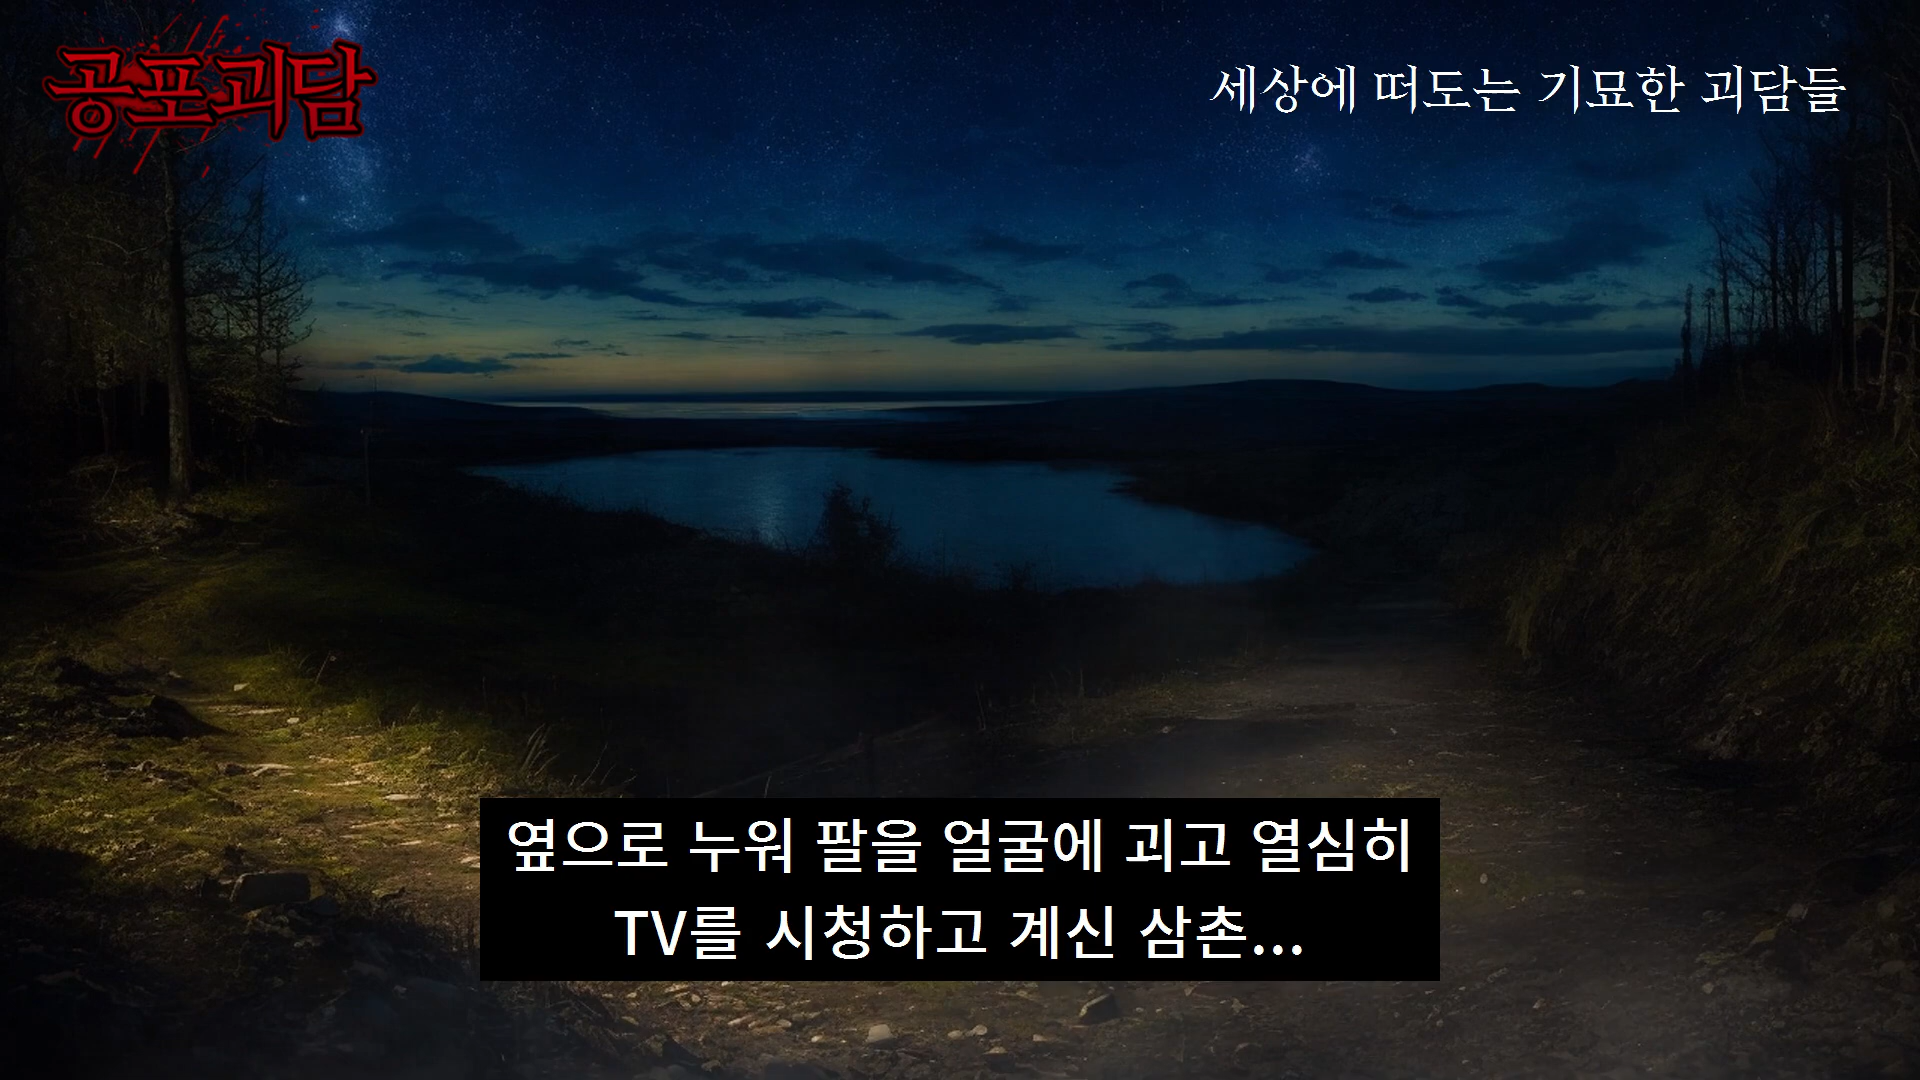 공포괴담
세상에 떠도는 기묘한 괴담들
옆으로 누워 팔을 얼굴에 괴고 열심히
TV를 시청하고 계신 삼촌...